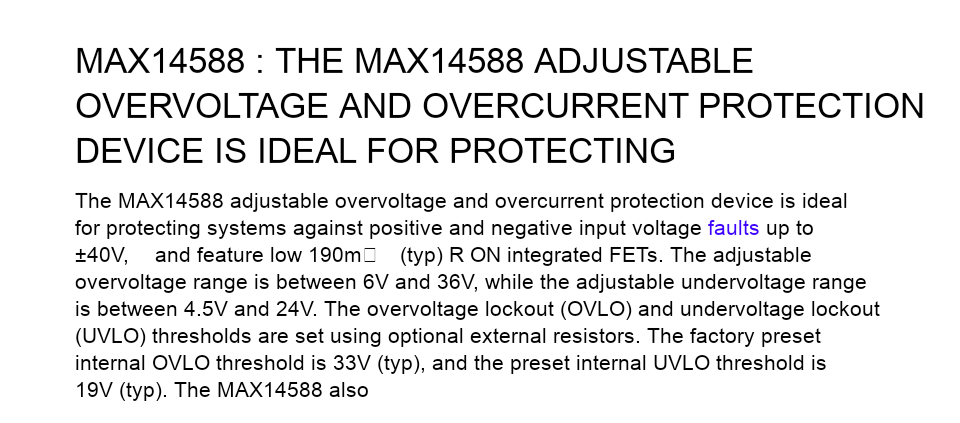 MAX14588 : THE MAX14588 ADJUSTABLE
OVERVOLTAGE AND OVERCURRENT PROTECTION
DEVICE IS IDEAL FOR PROTECTING
The MAX14588 adjustable overvoltage and overcurrent protection device is ideal
for protecting systems against positive and negative input voltage faults up to
±40V, and feature low 190m□ (typ) R ON integrated FETs. The adjustable
overvoltage range is between 6V and 36V, while the adjustable undervoltage range
is between 4.5V and 24V. The overvoltage lockout (OVLO) and undervoltage lockout
(UVLO) thresholds are set using optional external resistors. The factory preset
internal OVLO threshold is 33V (typ), and the preset internal UVLO threshold is
19V (typ). The MAX14588 also